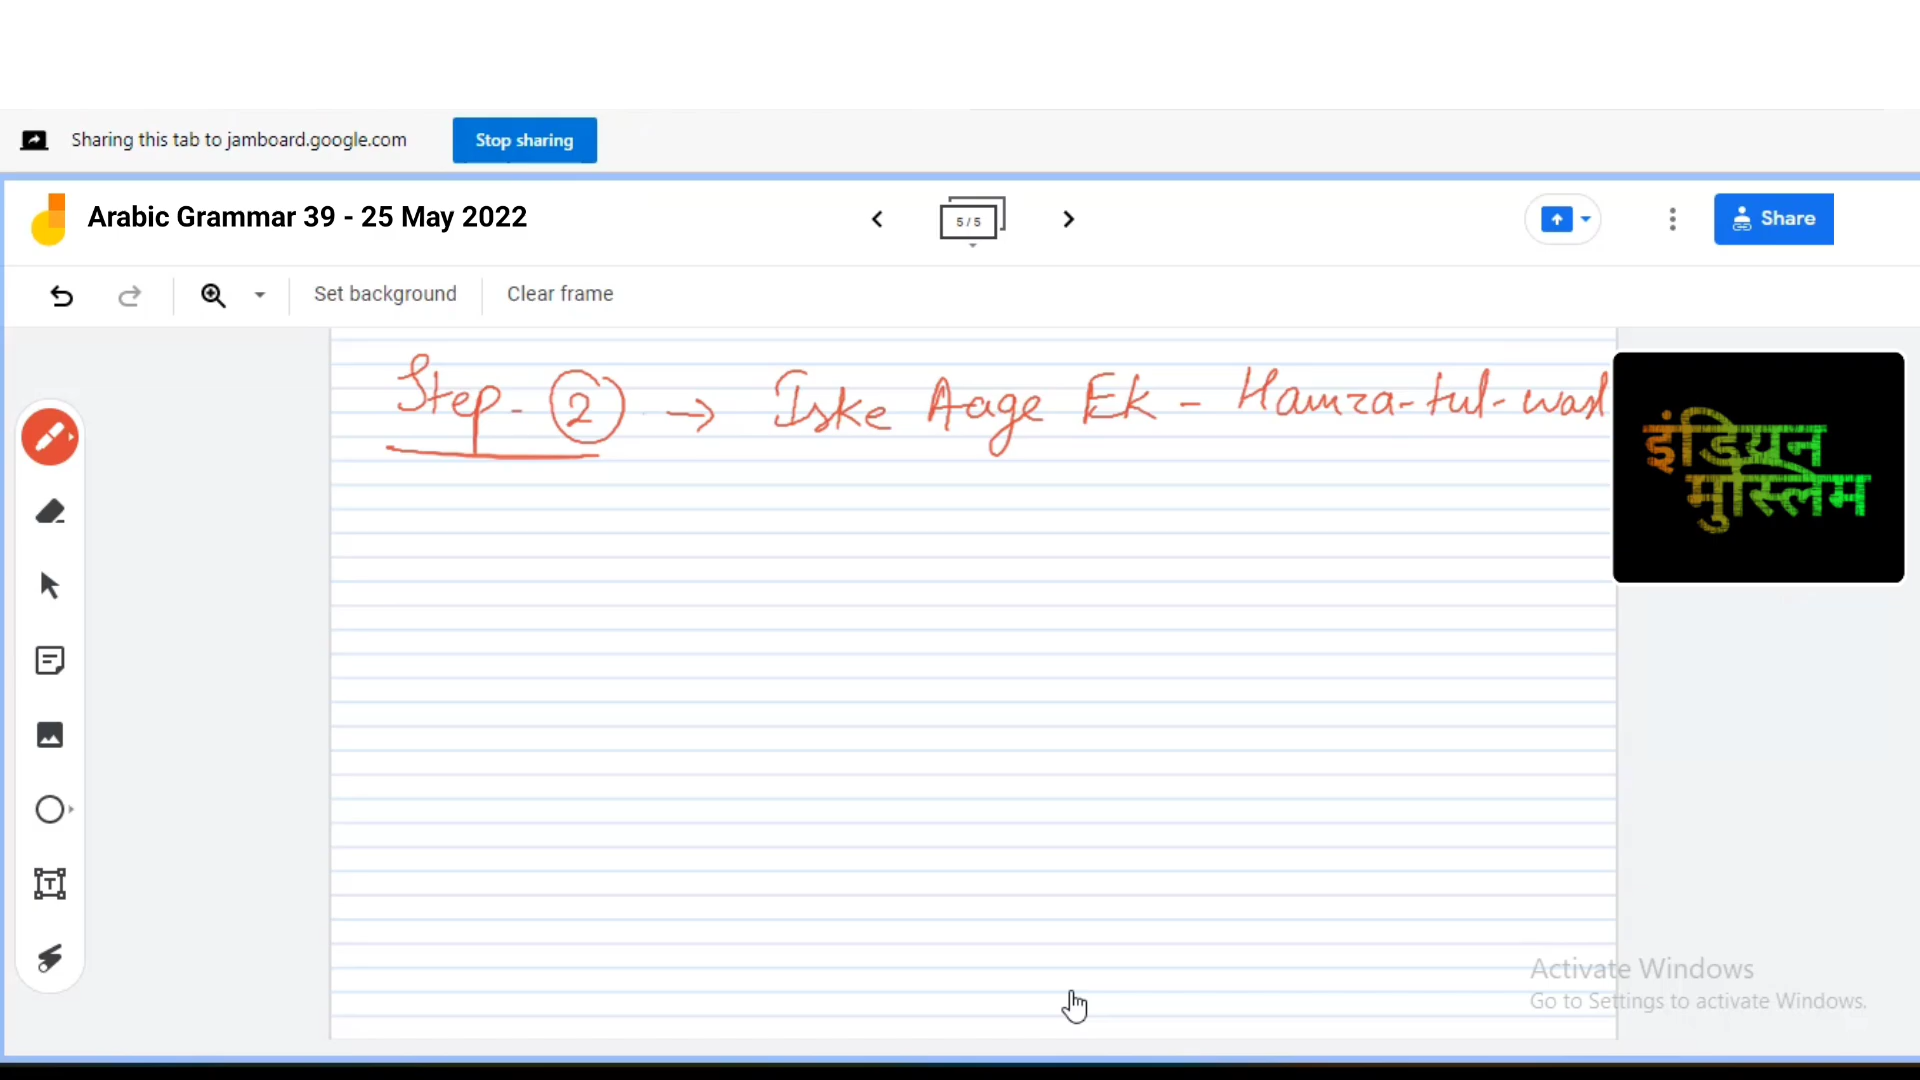 Sharing this tab to jamboard.google.com
Stop sharing
Arabic Grammar 39 - 25 May 2022
5 / 5
Share
Set background
Clear frame
Step - 2 → Iske Aage Ek - Hamza-tul-wasl
इंडियन
मुस्लिम
Activate Windows
Go to Settings to activate Windows.